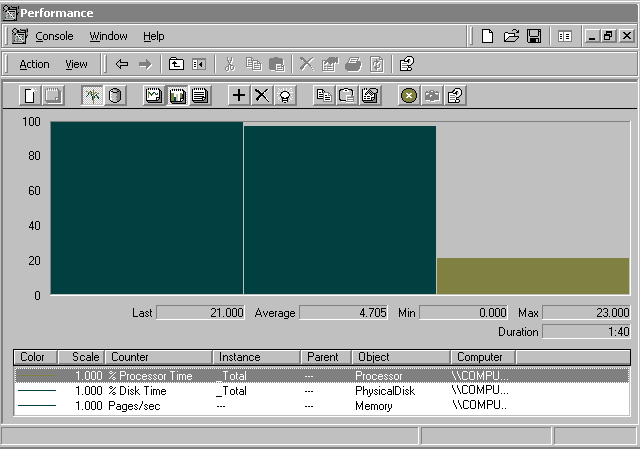 Performance
Console Window Help
Action View
100
80
60
40
20
0
Last 21.000 Average 4.705 Min 0.000 Max 23.000
Duration 1:40
Color Scale Counter Instance Parent Object Computer
1.000 % Processor Time _Total --- Processor \\COMPU...
1.000 % Disk Time _Total --- PhysicalDisk \\COMPU...
1.000 Pages/sec --- --- Memory \\COMPU..